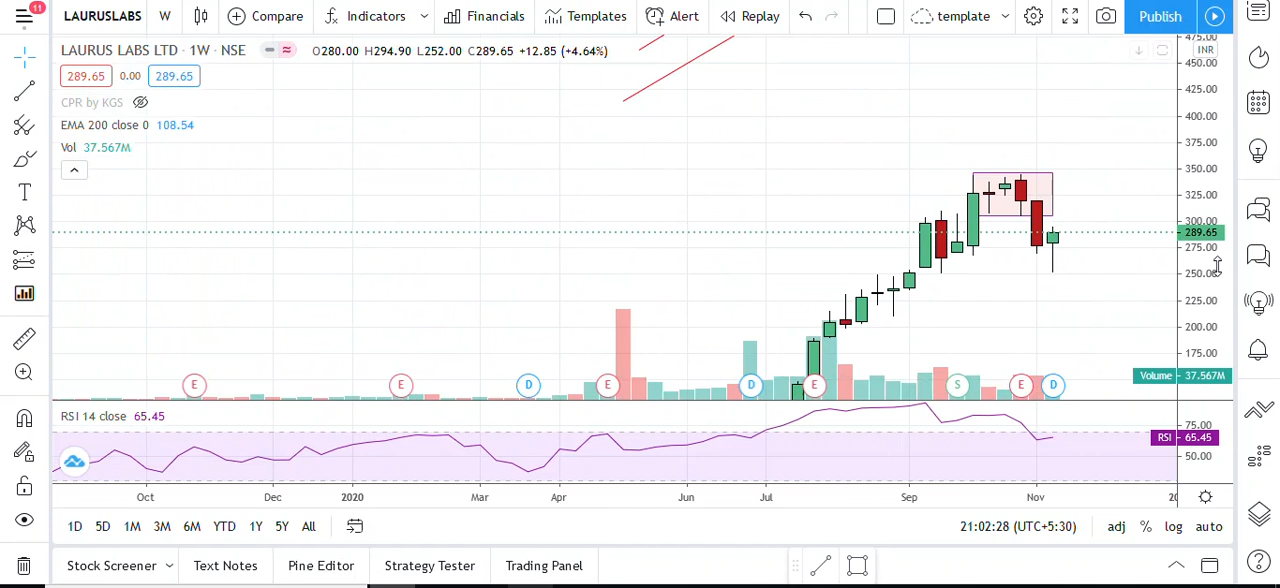 11
LAURUSLABS W Compare Indicators Financials Templates Alert Replay template Publish
LAURUS LABS LTD · 1W · NSE O280.00 H294.90 L252.00 C289.65 +12.85 (+4.64%)
289.65 0.00 289.65
CPR by KGS
EMA 200 close 0 108.54
Vol 37.567M
475.00
INR
450.00
425.00
400.00
375.00
350.00
325.00
300.00
289.65
275.00
250.00
225.00
200.00
175.00
Volume 37.567M
E E D E D E S E D
RSI 14 close 65.45
75.00
RSI 65.45
50.00
Oct Dec 2020 Mar Apr Jun Jul Sep Nov 20
1D 5D 1M 3M 6M YTD 1Y 5Y All 21:02:28 (UTC+5:30) adj % log auto
Stock Screener Text Notes Pine Editor Strategy Tester Trading Panel